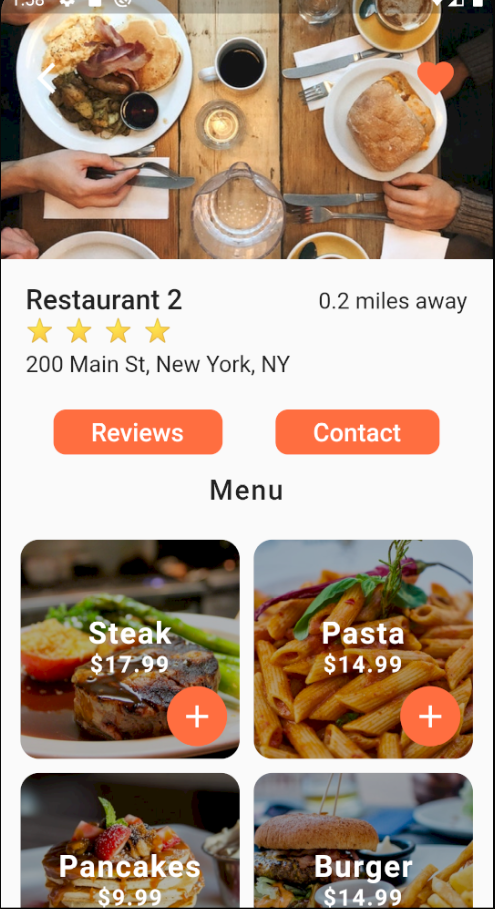 1:58
Restaurant 2
0.2 miles away
200 Main St, New York, NY
Reviews
Contact
Menu
Steak
$17.99
Pasta
$14.99
Pancakes
$9.99
Burger
$14.99